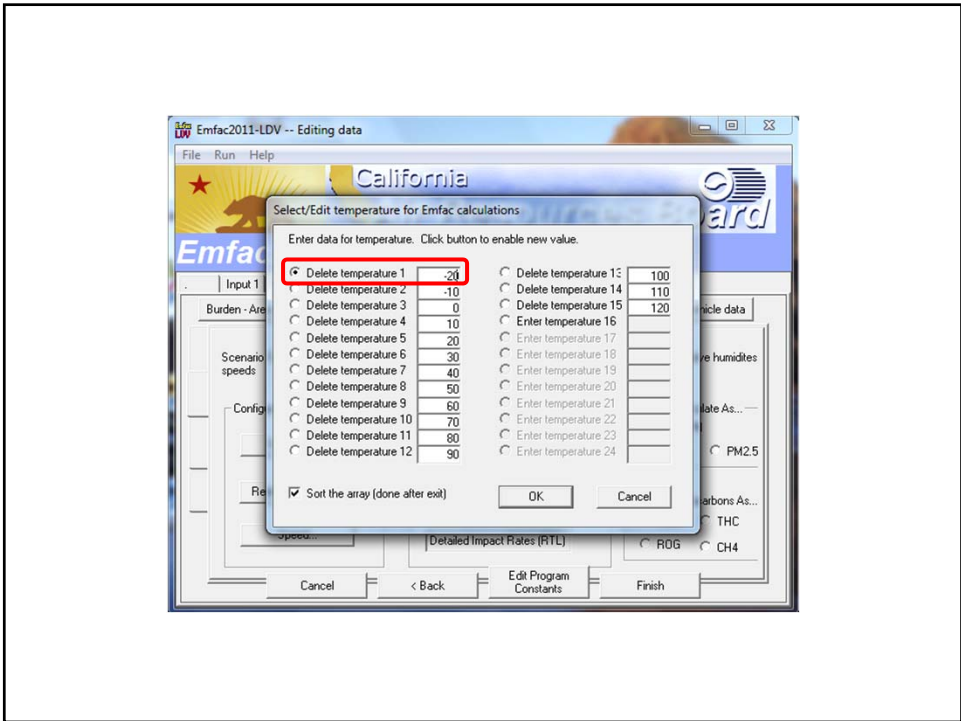 Emfac2011-LDV -- Editing data
File Run Help
California
Select/Edit temperature for Emfac calculations
ard
Enter data for temperature. Click button to enable new value.
Emfac
Delete temperature 1 -20
Delete temperature 2 -10
Delete temperature 3 0
Delete temperature 4 10
Delete temperature 5 20
Delete temperature 6 30
Delete temperature 7 40
Delete temperature 8 50
Delete temperature 9 60
Delete temperature 10 70
Delete temperature 11 80
Delete temperature 12 90
Delete temperature 13 100
Delete temperature 14 110
Delete temperature 15 120
Enter temperature 16
Enter temperature 17
Enter temperature 18
Enter temperature 19
Enter temperature 20
Enter temperature 21
Enter temperature 22
Enter temperature 23
Enter temperature 24
Sort the array (done after exit)
OK Cancel
Input 1
Burden - Are
hicle data
Scenario
speeds
ve humidites
Config
late As...
PM2.5
Re
arbons As...
THC
Speed...
Detailed Impact Rates (RTL)
ROG CH4
Cancel < Back Edit Program Constants Finish